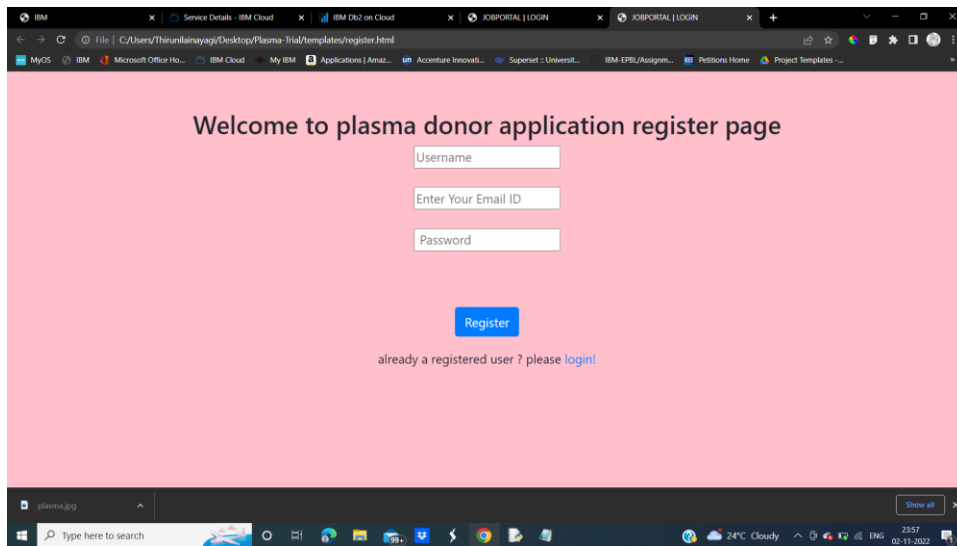 IBM
Service Details - IBM Cloud
IBM Db2 on Cloud
JOBPORTAL | LOGIN
JOBPORTAL | LOGIN
File | C:/Users/Thirunilainayagi/Desktop/Plasma-Trial/templates/register.html
MyOS IBM Microsoft Office Ho... IBM Cloud My IBM Applications | Amaz... Accenture Innovati... Superset :: Universit... IBM-EPBL/Assignm... Petitions Home Project Templates -...
Welcome to plasma donor application register page
Username
Enter Your Email ID
Password
Register
already a registered user ? please login!
plasma.jpg
Show all
Type here to search
99+
24°C Cloudy
ENG
23:57
02-11-2022